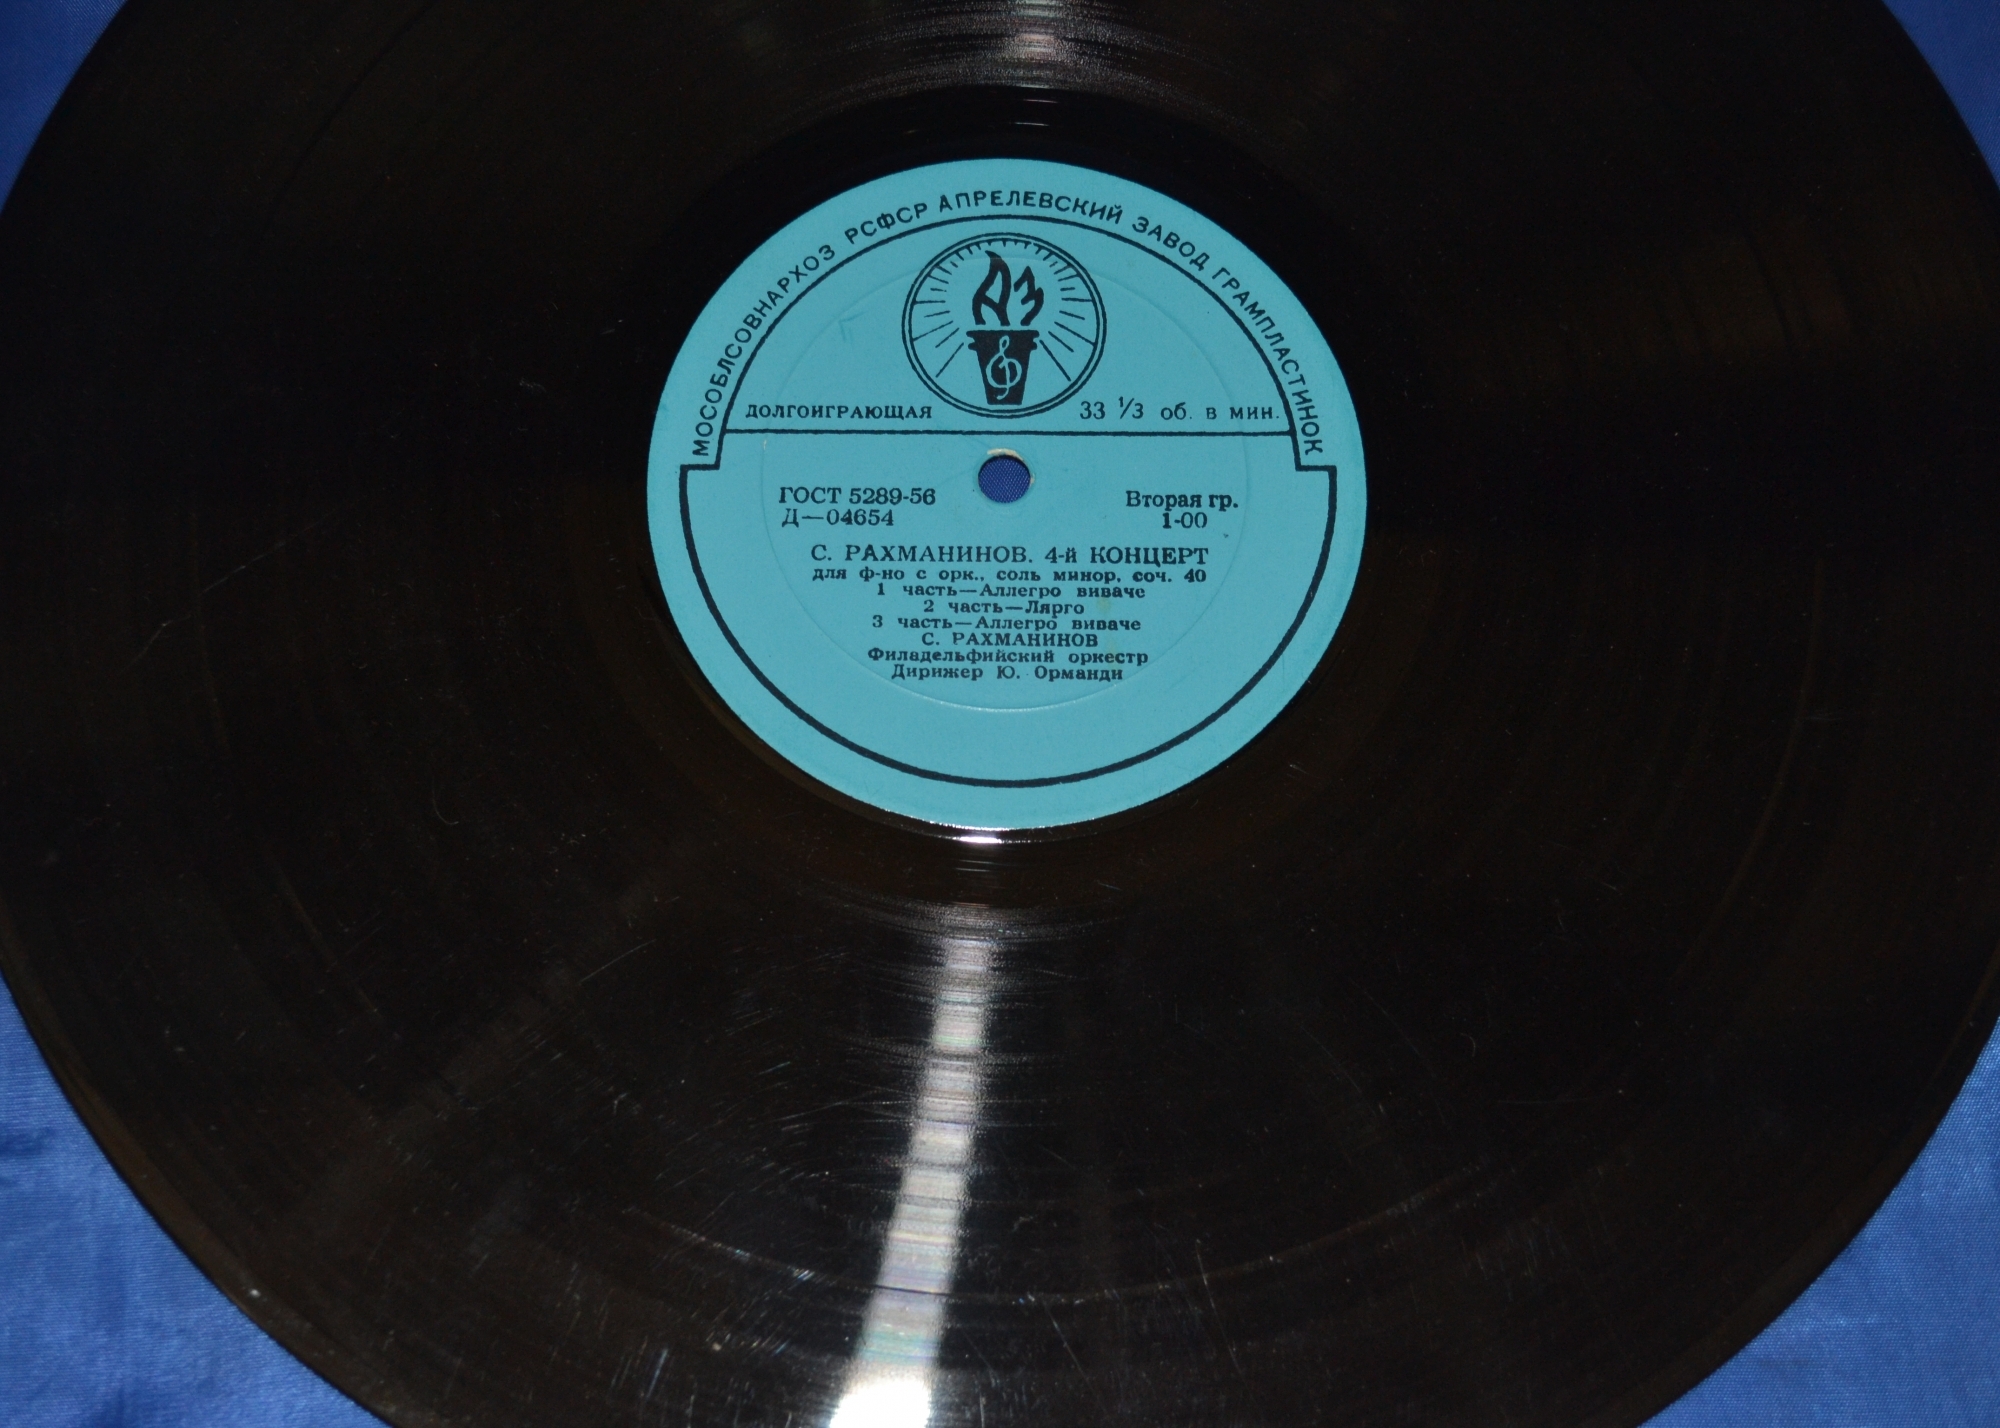 МОСОБЛСОВНАРХОЗ РСФСР АПРЕЛЕВСКИЙ ЗАВОД ГРАМПЛАСТИНОК
АЗ
ДОЛГОИГРАЮЩАЯ 33 1/3 об. в мин.
ГОСТ 5289-56 Вторая гр.
Д—04654 1-00
С. РАХМАНИНОВ. 4-й КОНЦЕРТ
для ф-но с орк., соль минор, соч. 40
1 часть—Аллегро виваче
2 часть—Лярго
3 часть—Аллегро виваче
С. РАХМАНИНОВ
Филадельфийский оркестр
Дирижер Ю. Орманди